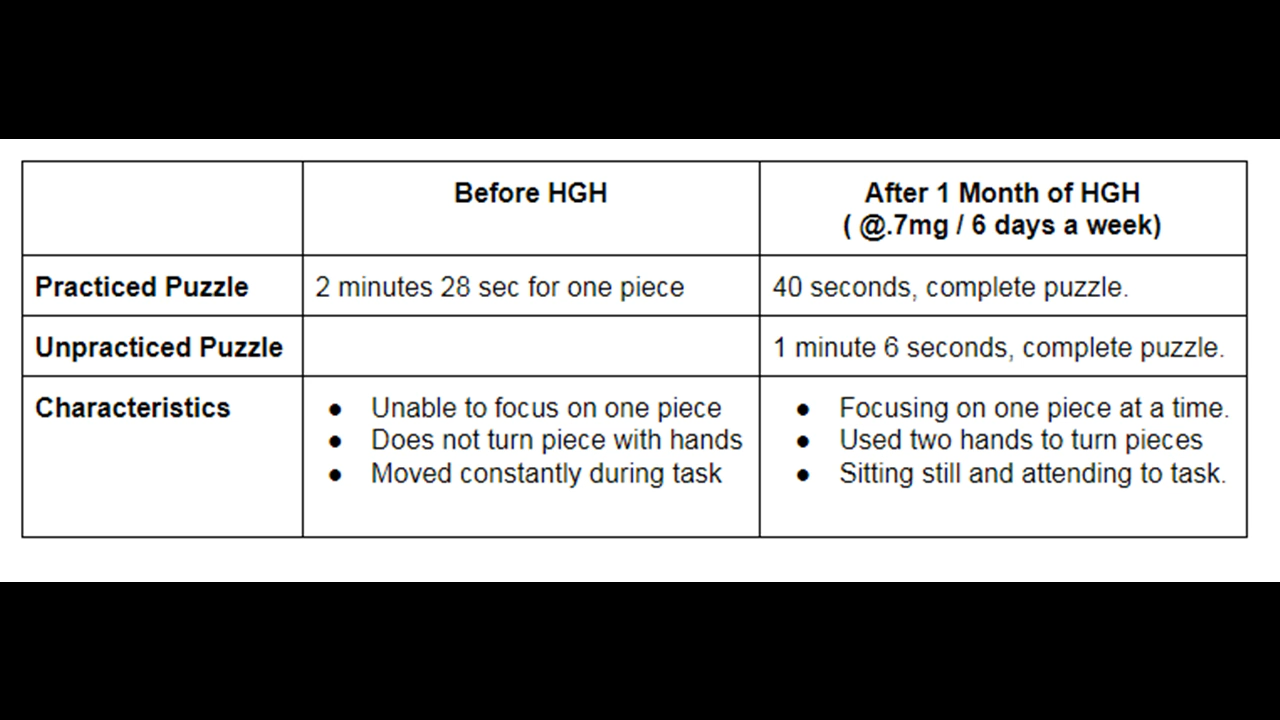 Before HGH
After 1 Month of HGH
( @.7mg / 6 days a week)
Practiced Puzzle
2 minutes 28 sec for one piece
40 seconds, complete puzzle.
Unpracticed Puzzle
1 minute 6 seconds, complete puzzle.
Characteristics
● Unable to focus on one piece
● Does not turn piece with hands
● Moved constantly during task
● Focusing on one piece at a time.
● Used two hands to turn pieces
● Sitting still and attending to task.